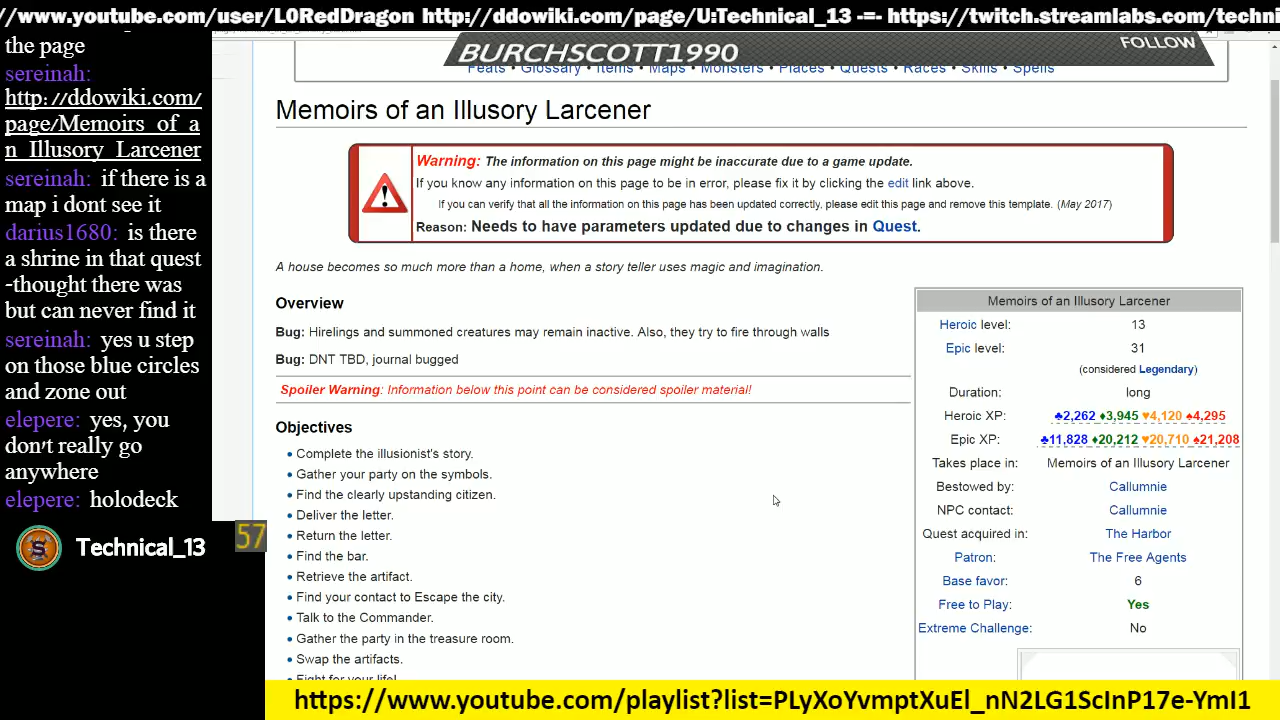 //www.youtube.com/user/L0RedDragon http://ddowiki.com/page/U:Technical_13 -=- https://twitch.streamlabs.com/techni
BURCHSCOTT1990
FOLLOW
Feats • Glossary • Items • Maps • Monsters • Places • Quests • Races • Skills • Spells
the page
sereinah:
http://ddowiki.com/
page/Memoirs_of_a
n_Illusory_Larcener
sereinah: if there is a
map i dont see it
darius1680: is there
a shrine in that quest
-thought there was
but can never find it
sereinah: yes u step
on those blue circles
and zone out
elepere: yes, you
don't really go
anywhere
elepere: holodeck
Technical_13
57
Memoirs of an Illusory Larcener
Warning: The information on this page might be inaccurate due to a game update.
If you know any information on this page to be in error, please fix it by clicking the edit link above.
If you can verify that all the information on this page has been updated correctly, please edit this page and remove this template. (May 2017)
Reason: Needs to have parameters updated due to changes in Quest.
A house becomes so much more than a home, when a story teller uses magic and imagination.
Overview
Bug: Hirelings and summoned creatures may remain inactive. Also, they try to fire through walls
Bug: DNT TBD, journal bugged
Spoiler Warning: Information below this point can be considered spoiler material!
Objectives
• Complete the illusionist's story.
• Gather your party on the symbols.
• Find the clearly upstanding citizen.
• Deliver the letter.
• Return the letter.
• Find the bar.
• Retrieve the artifact.
• Find your contact to Escape the city.
• Talk to the Commander.
• Gather the party in the treasure room.
• Swap the artifacts.
• Fight for your life!
Memoirs of an Illusory Larcener
Heroic level: 13
Epic level: 31
(considered Legendary)
Duration: long
Heroic XP: ♣2,262 ♦3,945 ♥4,120 ♠4,295
Epic XP: ♣11,828 ♦20,212 ♥20,710 ♠21,208
Takes place in: Memoirs of an Illusory Larcener
Bestowed by: Callumnie
NPC contact: Callumnie
Quest acquired in: The Harbor
Patron: The Free Agents
Base favor: 6
Free to Play: Yes
Extreme Challenge: No
https://www.youtube.com/playlist?list=PLyXoYvmptXuEl_nN2LG1ScInP17e-YmI1